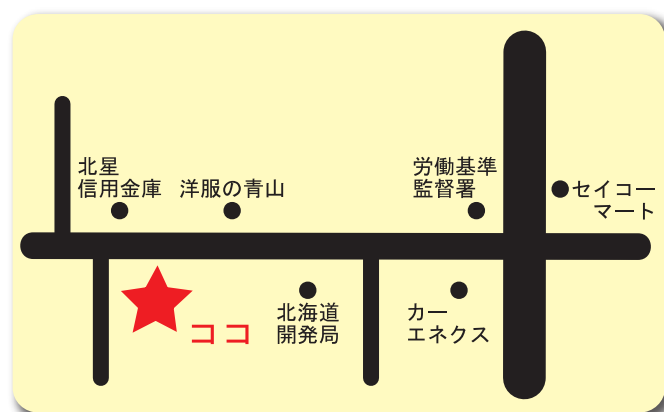 北星
信用金庫
洋服の青山
労働基準
監督署
セイコー
マート
ココ
北海道
開発局
カー
エネクス